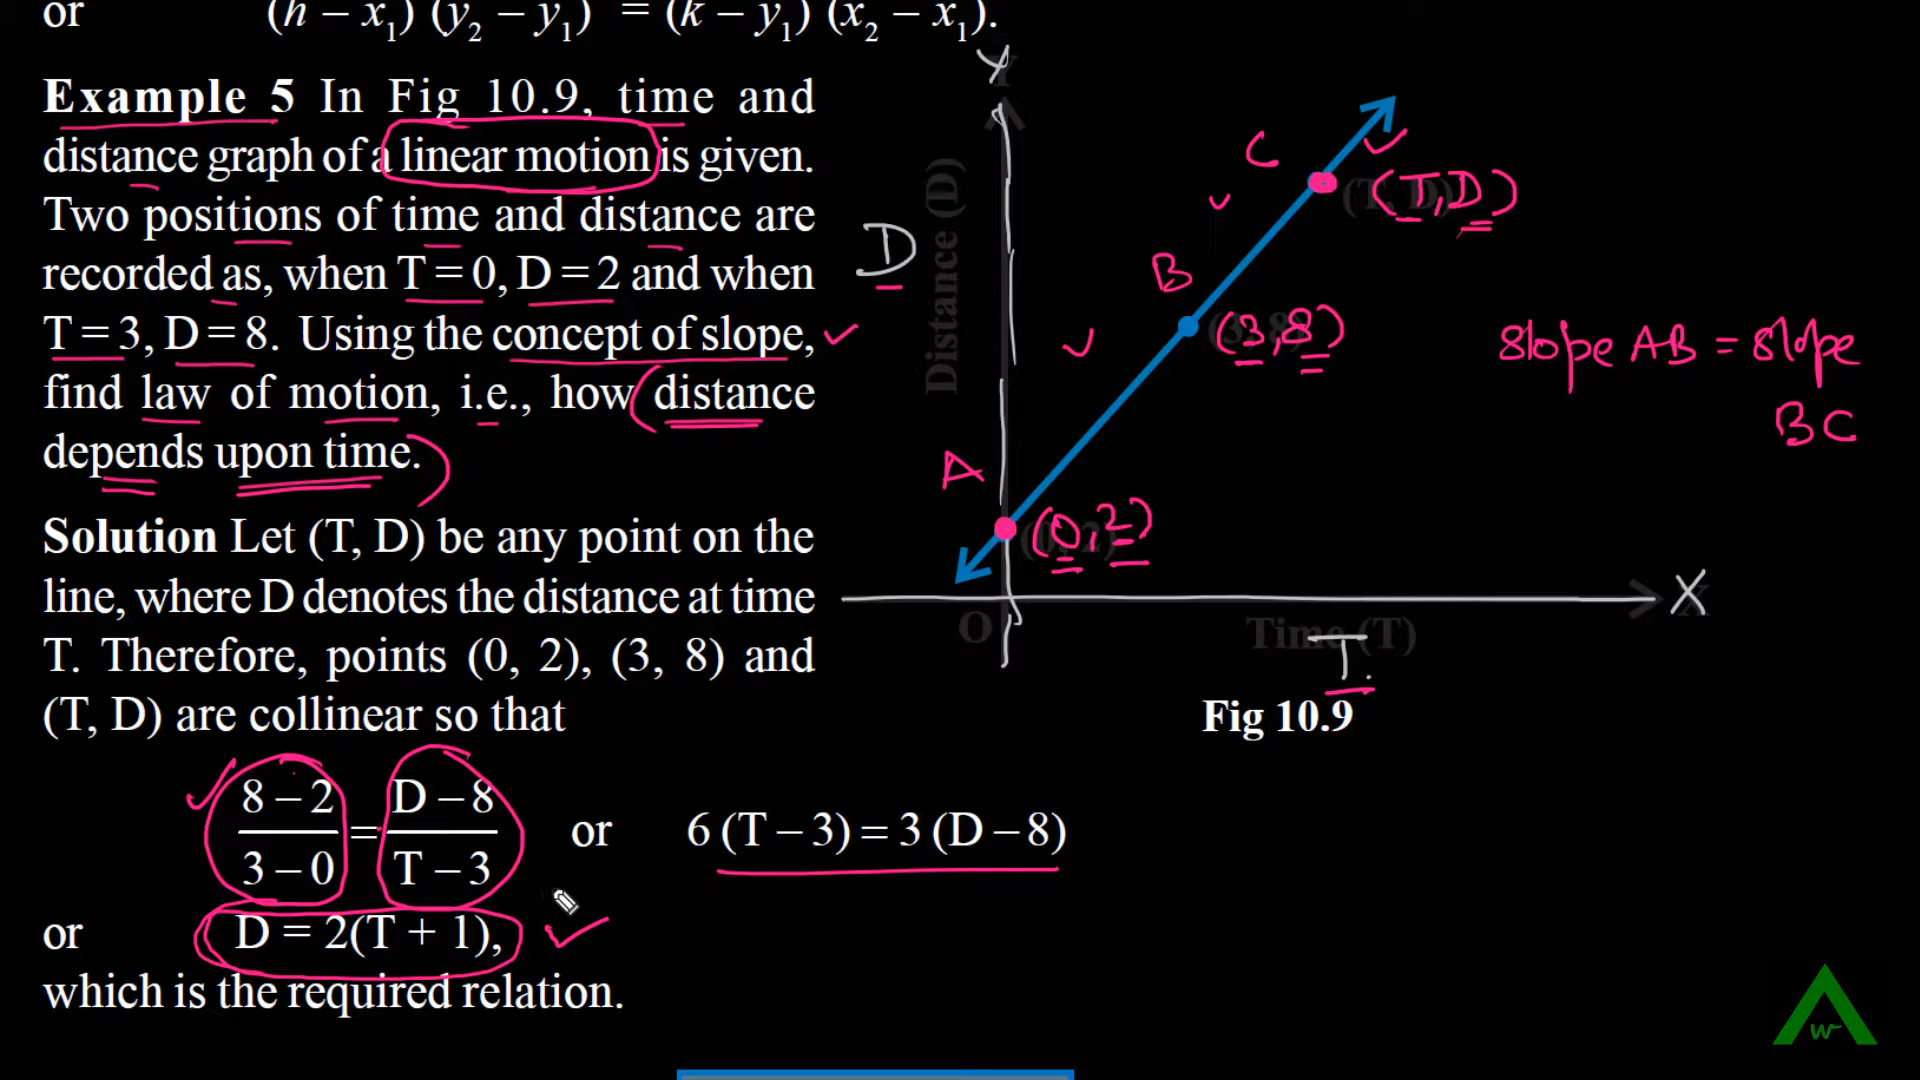 or (h – x₁) (y₂ – y₁) = (k – y₁) (x₂ – x₁).
Example 5 In Fig 10.9, time and
distance graph of a linear motion is given.
Two positions of time and distance are
recorded as, when T = 0, D = 2 and when
T = 3, D = 8. Using the concept of slope,
find law of motion, i.e., how distance
depends upon time.
Solution Let (T, D) be any point on the
line, where D denotes the distance at time
T. Therefore, points (0, 2), (3, 8) and
(T, D) are collinear so that
8 – 2 / 3 – 0 = D – 8 / T – 3 or 6 (T – 3) = 3 (D – 8)
or D = 2(T + 1),
which is the required relation.
Y
Y
C
(T, D)
(T, D)
D
Distance (D)
B
(3, 8)
(3, 8)
slope AB = slope
BC
A
(0, 2)
(0, 2)
X
X
O
Time (T)
T
Fig 10.9
W